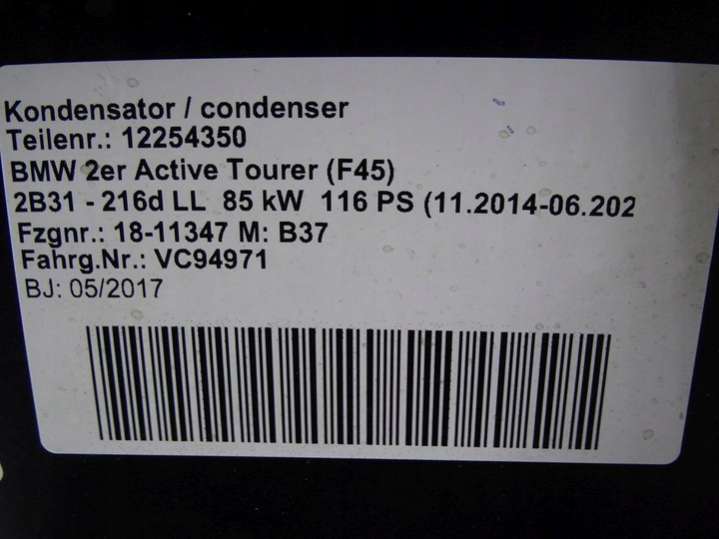 Kondensator / condenser
Teilenr.: 12254350
BMW 2er Active Tourer (F45)
2B31 - 216d LL 85 kW 116 PS (11.2014-06.202
Fzgnr.: 18-11347 M: B37
Fahrg.Nr.: VC94971
BJ: 05/2017